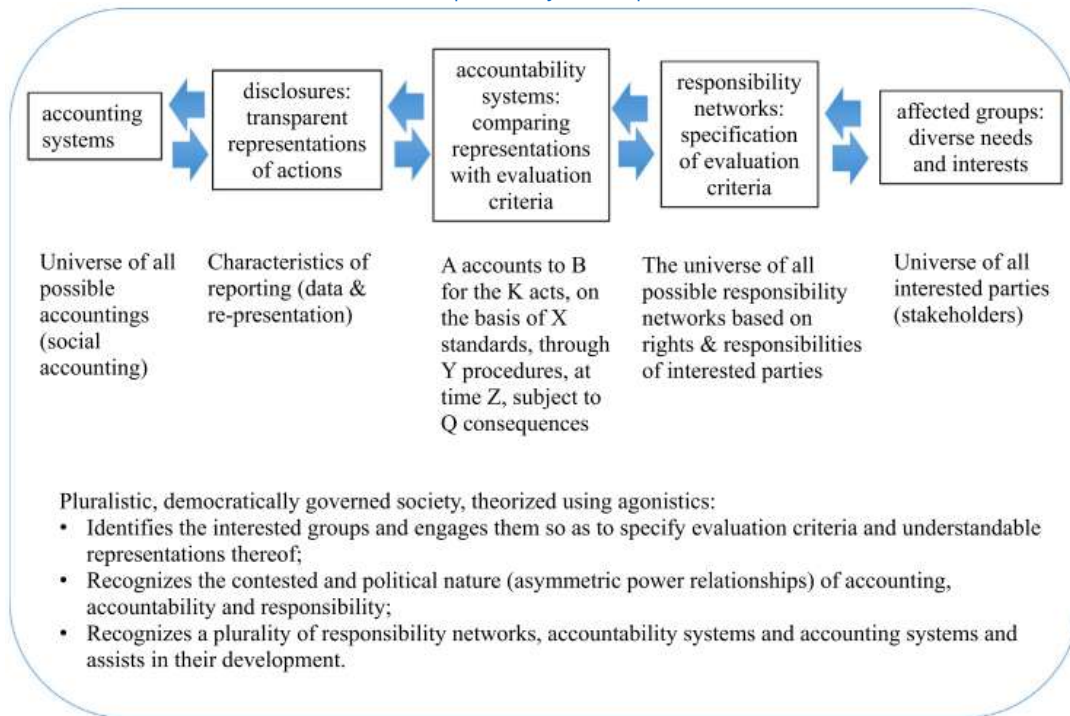 accounting
systems
disclosures:
transparent
representations
of actions
accountability
systems:
comparing
representations
with evaluation
criteria
responsibility
networks:
specification
of evaluation
criteria
affected groups:
diverse needs
and interests
Universe of all
possible
accountings
(social
accounting)
Characteristics of
reporting (data &
re-presentation)
A accounts to B
for the K acts, on
the basis of X
standards, through
Y procedures, at
time Z, subject to
Q consequences
The universe of all
possible responsibility
networks based on
rights & responsibilities
of interested parties
Universe of all
interested parties
(stakeholders)
Pluralistic, democratically governed society, theorized using agonistics:
• Identifies the interested groups and engages them so as to specify evaluation criteria and understandable
representations thereof;
• Recognizes the contested and political nature (asymmetric power relationships) of accounting,
accountability and responsibility;
• Recognizes a plurality of responsibility networks, accountability systems and accounting systems and
assists in their development.